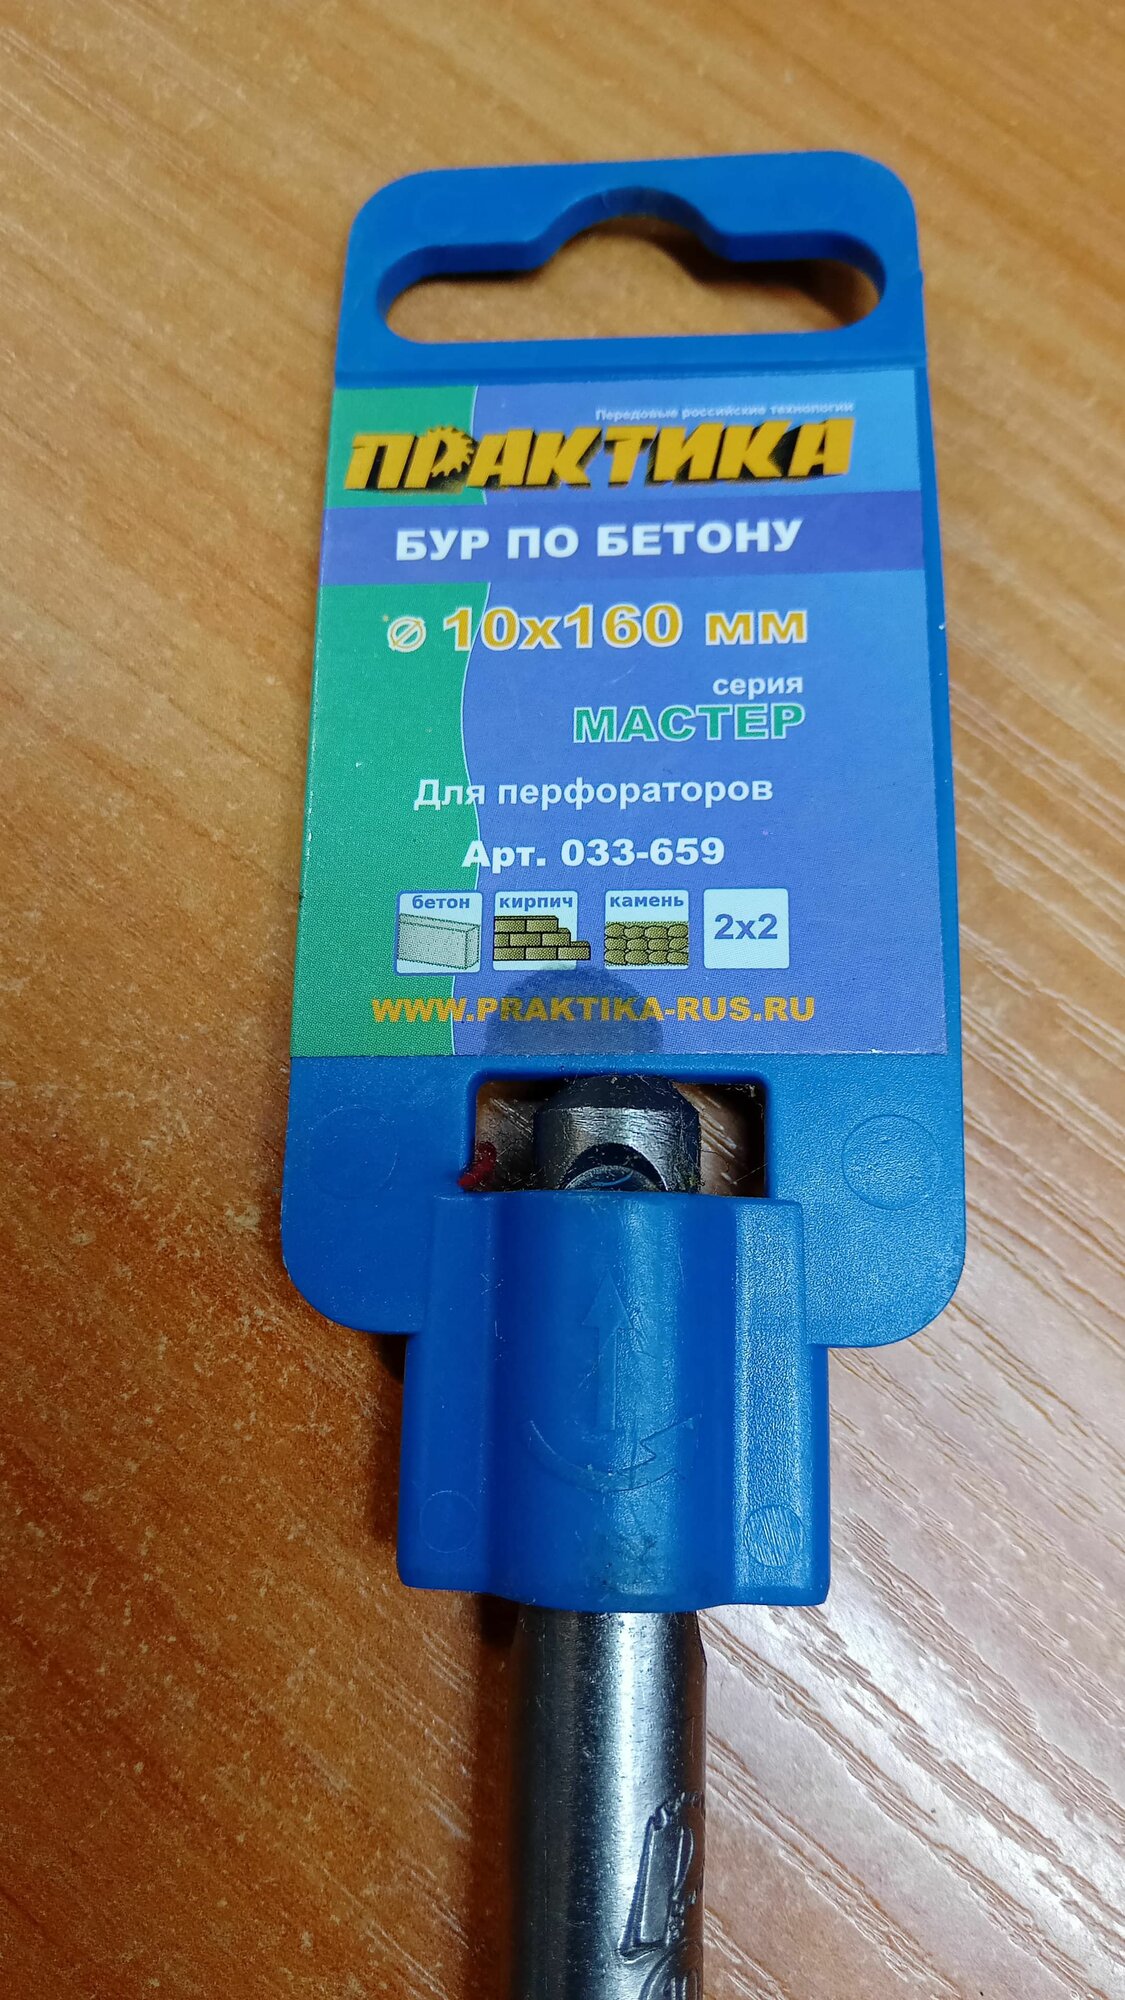 Передовые российские технологии
ПРАКТИКА
БУР ПО БЕТОНУ
⌀ 10х160 мм
серия
МАСТЕР
Для перфораторов
Арт. 033-659
бетон кирпич камень 2x2
WWW.PRAKTIKA-RUS.RU